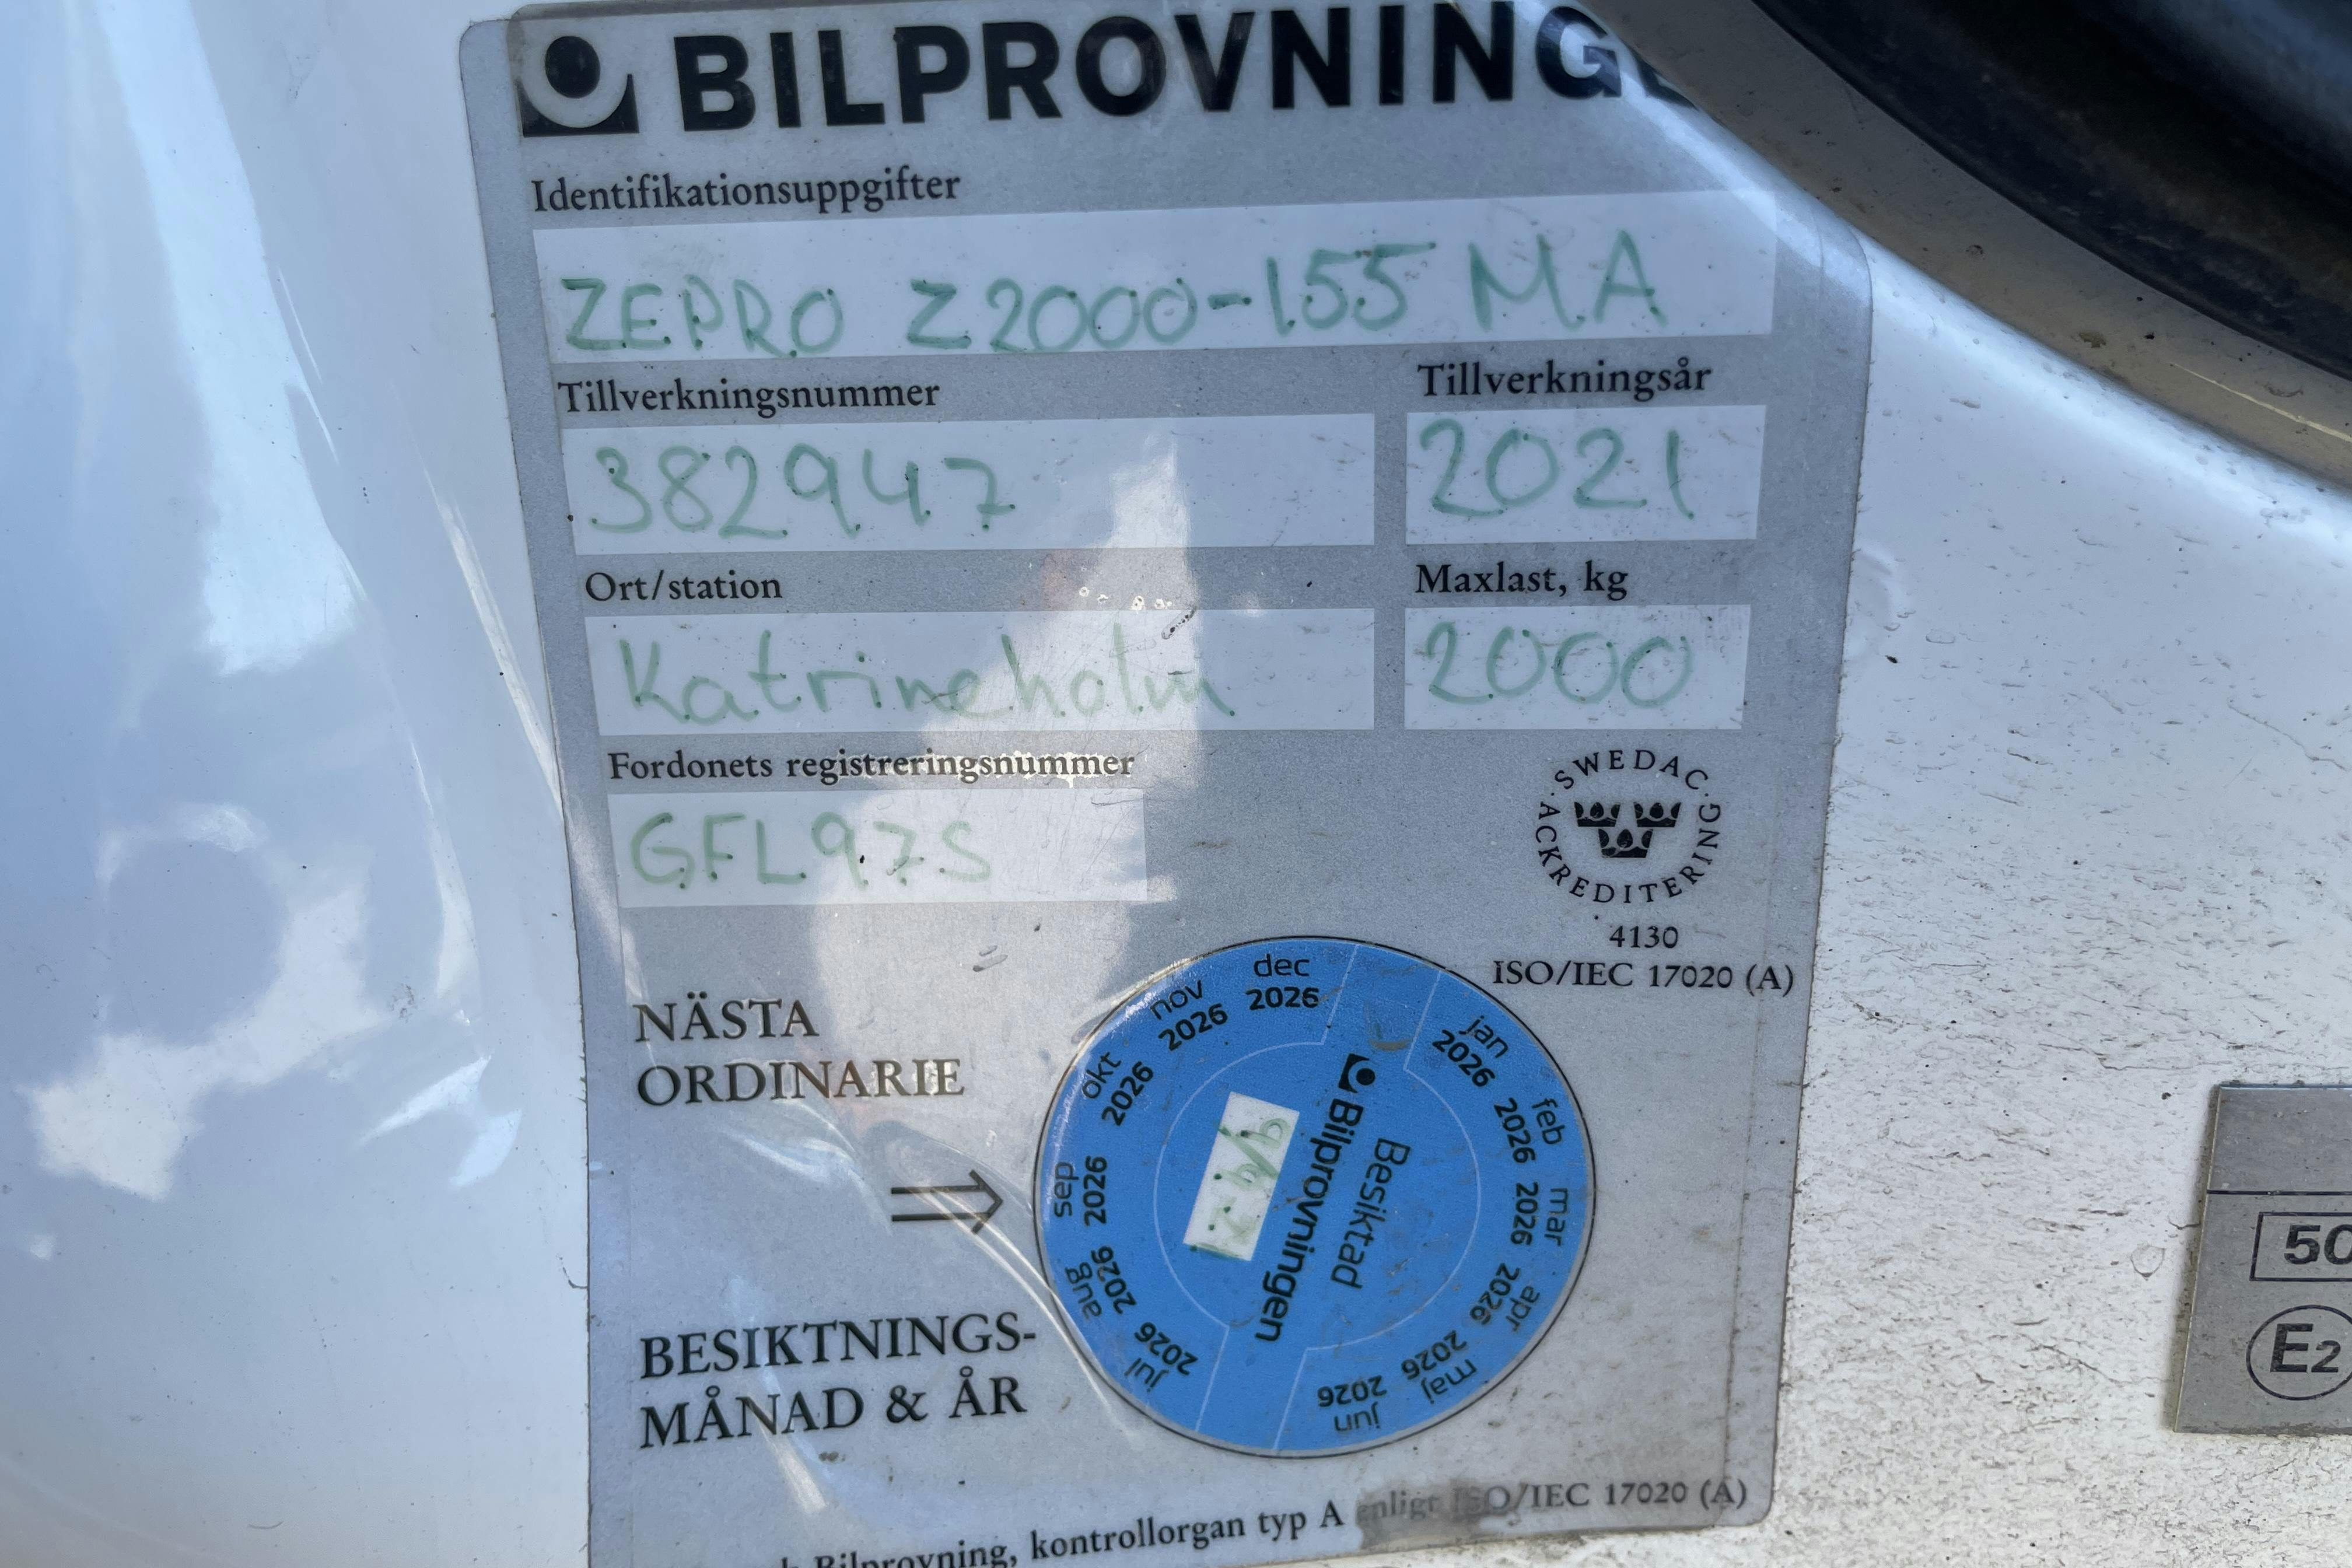 BILPROVNINGE
Identifikationsuppgifter
ZEPRO Z2000-155 MA
Tillverkningsnummer
Tillverkningsår
382947
2021
Ort/station
Maxlast, kg
Katrineholm
2000
Fordonets registreringsnummer
GFL97S
SWEDAC
ACKREDITERING
4130
ISO/IEC 17020 (A)
NÄSTA
ORDINARIE
BESIKTNINGS-
MÅNAD & ÅR
jan 2026
feb 2026
mar 2026
apr 2026
maj 2026
jun 2026
jul 2026
aug 2026
sep 2026
okt 2026
nov 2026
dec 2026
Besiktad
Bilprovningen
Bilprovning, kontrollorgan typ A enligt ISO/IEC 17020 (A)
50
E2